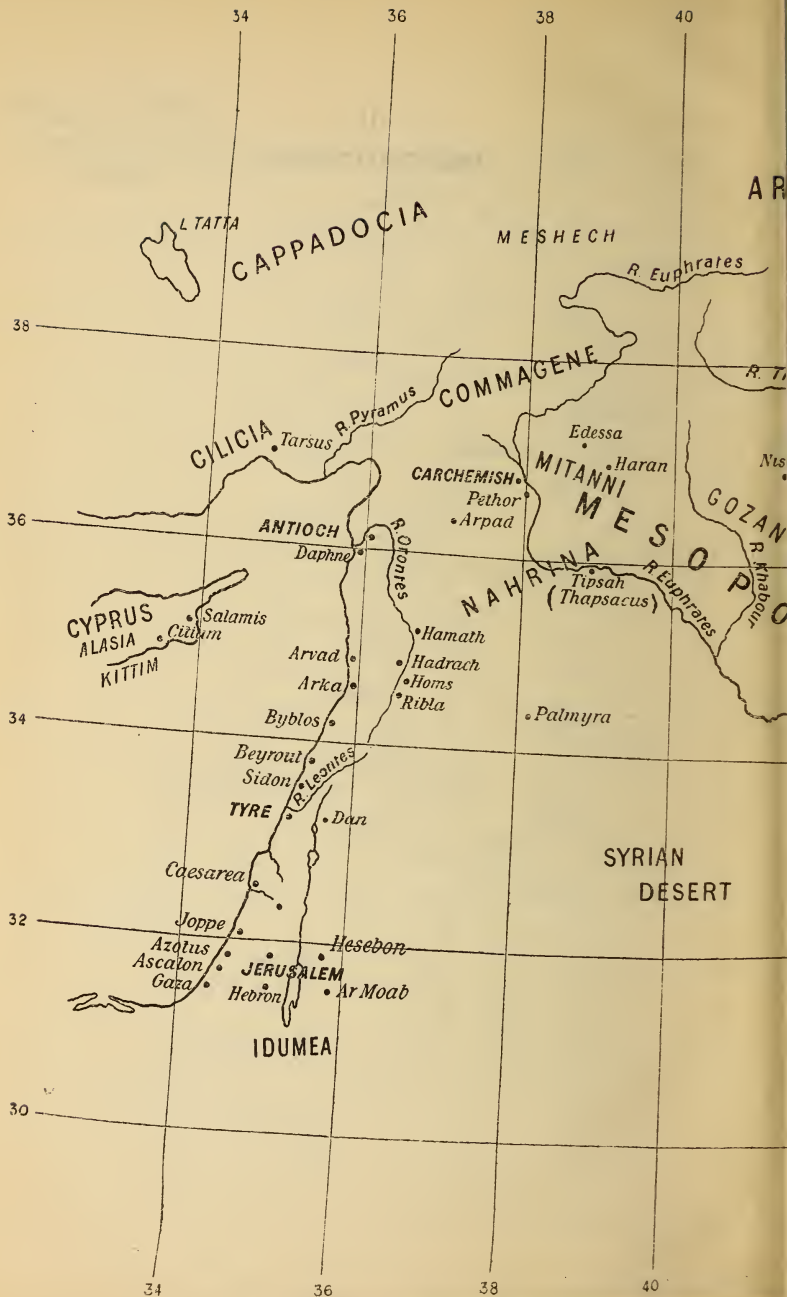 34 36 38 40
AR
L TATTA
CAPPADOCIA
MESHECH
R. Euphrates
38
COMMAGENE
R. Pyramus
CILICIA
Tarsus
Edessa
MITANNI
Haran
CARCHEMISH
Pethor
Arpad
MESOPO
GOZAN
R. Khabour
36
ANTIOCH
Daphne
R. Orontes
NAHRINA
Tipsah
(Thapsacus)
R Euphrates
CYPRUS
ALASIA
Salamis
Citium
KITTIM
Hamath
Arvad
Hadrach
Arka
Homs
Ribla
34
Byblos
Palmyra
Beyrout
Sidon
R. Leontes
TYRE
Dan
SYRIAN
DESERT
Caesarea
32
Joppe
Azotus
Hesebon
Ascalon
JERUSALEM
Gaza
Hebron
Ar Moab
IDUMEA
30
34 36 38 40